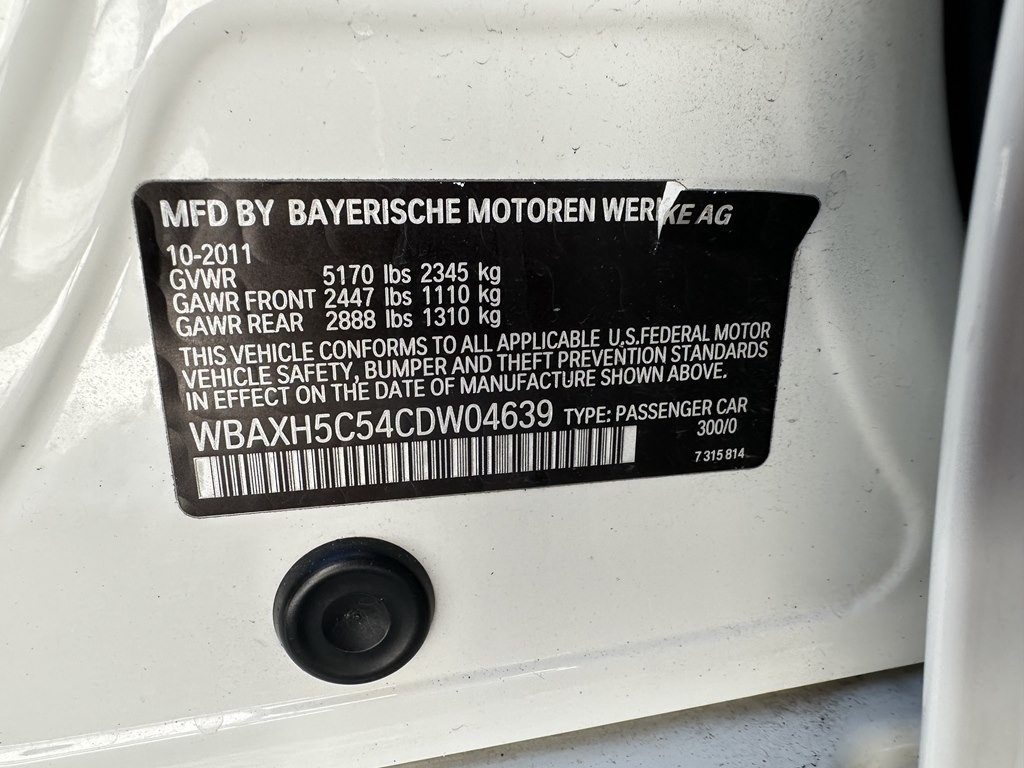 MFD BY BAYERISCHE MOTOREN WERKE AG
10-2011
GVWR 5170 lbs 2345 kg
GAWR FRONT 2447 lbs 1110 kg
GAWR REAR 2888 lbs 1310 kg
THIS VEHICLE CONFORMS TO ALL APPLICABLE U.S.FEDERAL MOTOR
VEHICLE SAFETY, BUMPER AND THEFT PREVENTION STANDARDS
IN EFFECT ON THE DATE OF MANUFACTURE SHOWN ABOVE.
WBAXH5C54CDW04639 TYPE: PASSENGER CAR
300/0
7 315 814